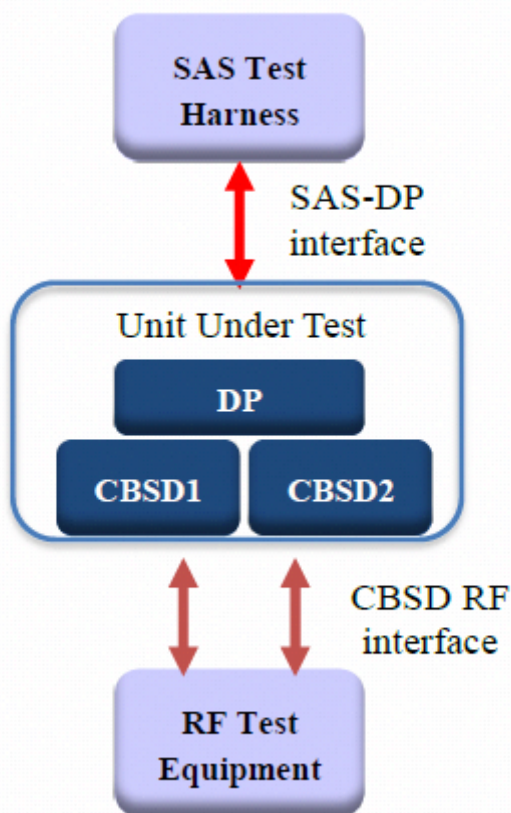 SAS Test
Harness
SAS-DP
interface
Unit Under Test
DP
CBSD1
CBSD2
CBSD RF
interface
RF Test
Equipment